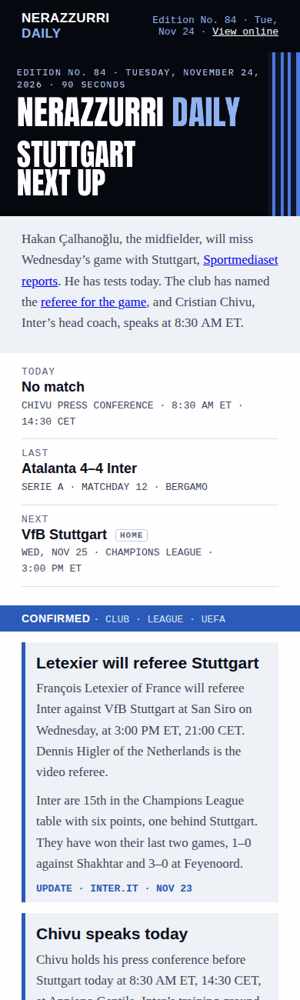 NERAZZURRI
DAILY
Edition No. 84 · Tue,
Nov 24 · View online
EDITION NO. 84 · TUESDAY, NOVEMBER 24,
2026 · 90 SECONDS
NERAZZURRI DAILY
STUTTGART
NEXT UP
Hakan Çalhanoğlu, the midfielder, will miss
Wednesday’s game with Stuttgart, Sportmediaset
reports. He has tests today. The club has named
the referee for the game, and Cristian Chivu,
Inter’s head coach, speaks at 8:30 AM ET.
TODAY
No match
CHIVU PRESS CONFERENCE · 8:30 AM ET ·
14:30 CET
LAST
Atalanta 4–4 Inter
SERIE A · MATCHDAY 12 · BERGAMO
NEXT
VfB Stuttgart HOME
WED, NOV 25 · CHAMPIONS LEAGUE ·
3:00 PM ET
CONFIRMED · CLUB · LEAGUE · UEFA
Letexier will referee Stuttgart
François Letexier of France will referee
Inter against VfB Stuttgart at San Siro on
Wednesday, at 3:00 PM ET, 21:00 CET.
Dennis Higler of the Netherlands is the
video referee.
Inter are 15th in the Champions League
table with six points, one behind Stuttgart.
They have won their last two games, 1–0
against Shakhtar and 3–0 at Feyenoord.
UPDATE · INTER.IT · NOV 23
Chivu speaks today
Chivu holds his press conference before
Stuttgart today at 8:30 AM ET, 14:30 CET,
at Appiano Gentile, Inter’s training ground